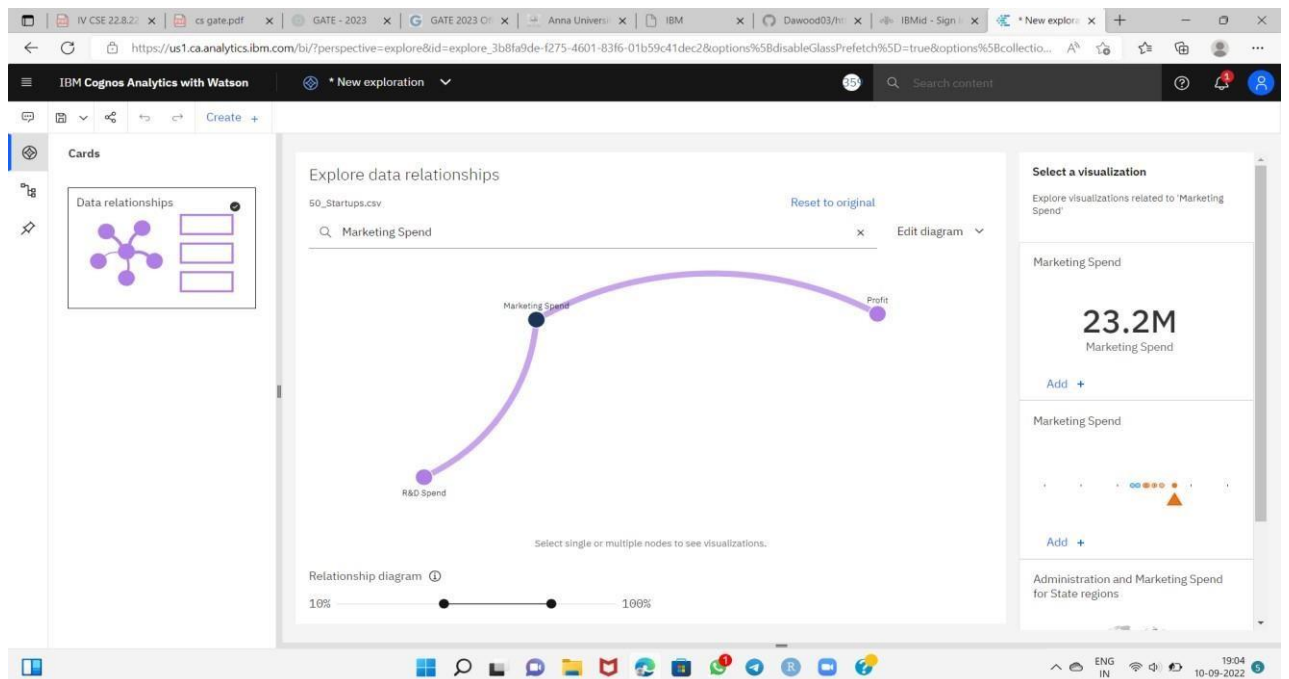 IV CSE 22.8.22
cs gate.pdf
GATE - 2023
GATE 2023 Of
Anna Universi
IBM
Dawood03/
IBMid - Sign
* New explora
https://us1.ca.analytics.ibm.com/bi/?perspective=explore&id=explore_3b8fa9de-f275-4601-83f6-01b59c41dec2&options%5BdisableGlassPrefetch%5D=true&options%5Bcollectio...
IBM Cognos Analytics with Watson
* New exploration
Search content
1
Create +
Cards
Data relationships
Explore data relationships
50_Startups.csv
Reset to original
Marketing Spend
Edit diagram
Marketing Spend
Profit
R&D Spend
Select single or multiple nodes to see visualizations.
Relationship diagram
10%
100%
Select a visualization
Explore visualizations related to 'Marketing
Spend'
Marketing Spend
23.2M
Marketing Spend
Add +
Marketing Spend
Add +
Administration and Marketing Spend
for State regions
ENG
IN
19:04
10-09-2022
5